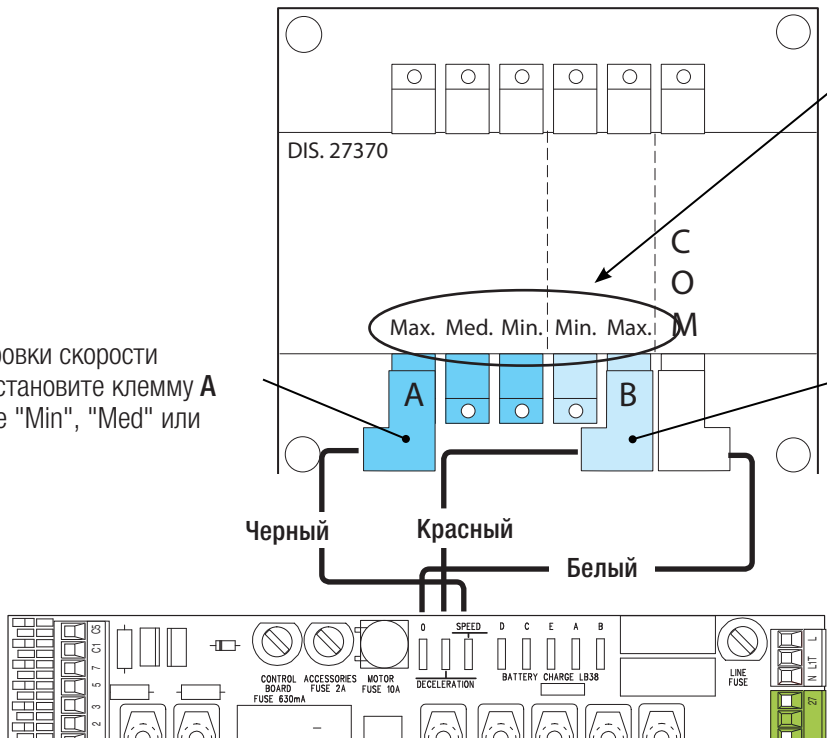 DIS. 27370
C
O
M
Max. Med. Min. Min. Max.
ровки скорости
становите клемму A
е "Min", "Med" или
A
B
Черный
Красный
Белый
0 SPEED D C E A B
DECELERATION
BATTERY CHARGE LB38
CONTROL BOARD FUSE 630mA
ACCESSORIES FUSE 2A
MOTOR FUSE 10A
LINE FUSE
C5
C1
7
5
3
2
L
L1T
N
27